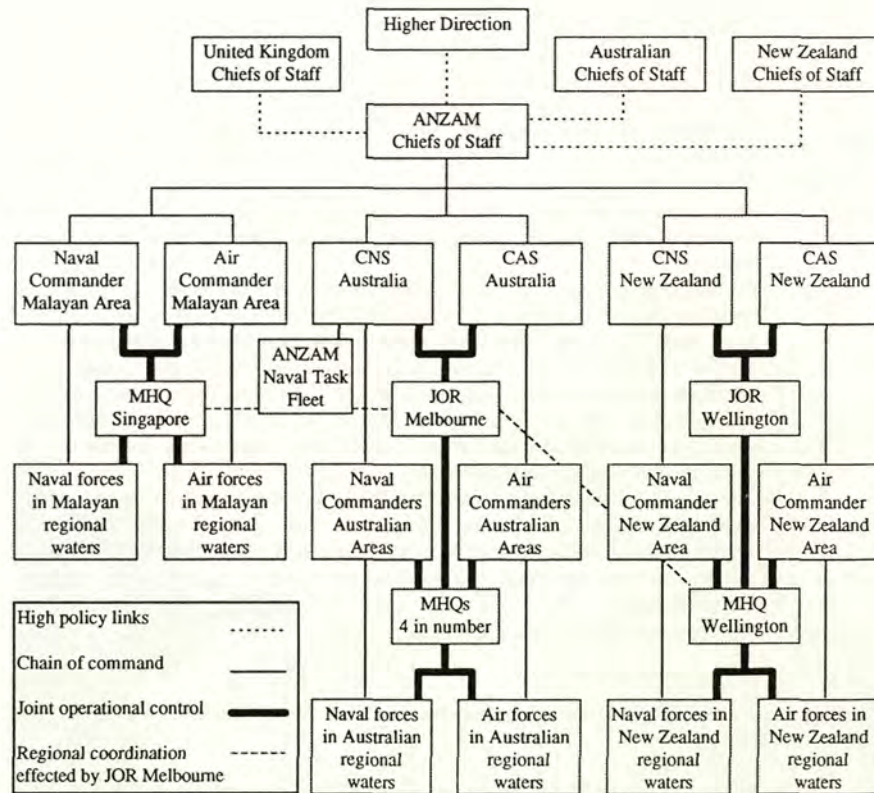 Higher Direction
United Kingdom
Chiefs of Staff
Australian
Chiefs of Staff
New Zealand
Chiefs of Staff
ANZAM
Chiefs of Staff
Naval
Commander
Malayan Area
Air
Commander
Malayan Area
CNS
Australia
CAS
Australia
CNS
New Zealand
CAS
New Zealand
ANZAM
Naval Task
Fleet
MHQ
Singapore
JOR
Melbourne
JOR
Wellington
Naval forces
in Malayan
regional
waters
Air forces
in Malayan
regional
waters
Naval
Commanders
Australian
Areas
Air
Commanders
Australian
Areas
Naval
Commander
New Zealand
Area
Air
Commander
New Zealand
Area
MHQs
4 in number
MHQ
Wellington
Naval forces
in Australian
regional
waters
Air forces
in Australian
regional
waters
Naval forces in
New Zealand
regional
waters
Air forces in
New Zealand
regional
waters
High policy links
Chain of command
Joint operational control
Regional coordination
effected by JOR Melbourne